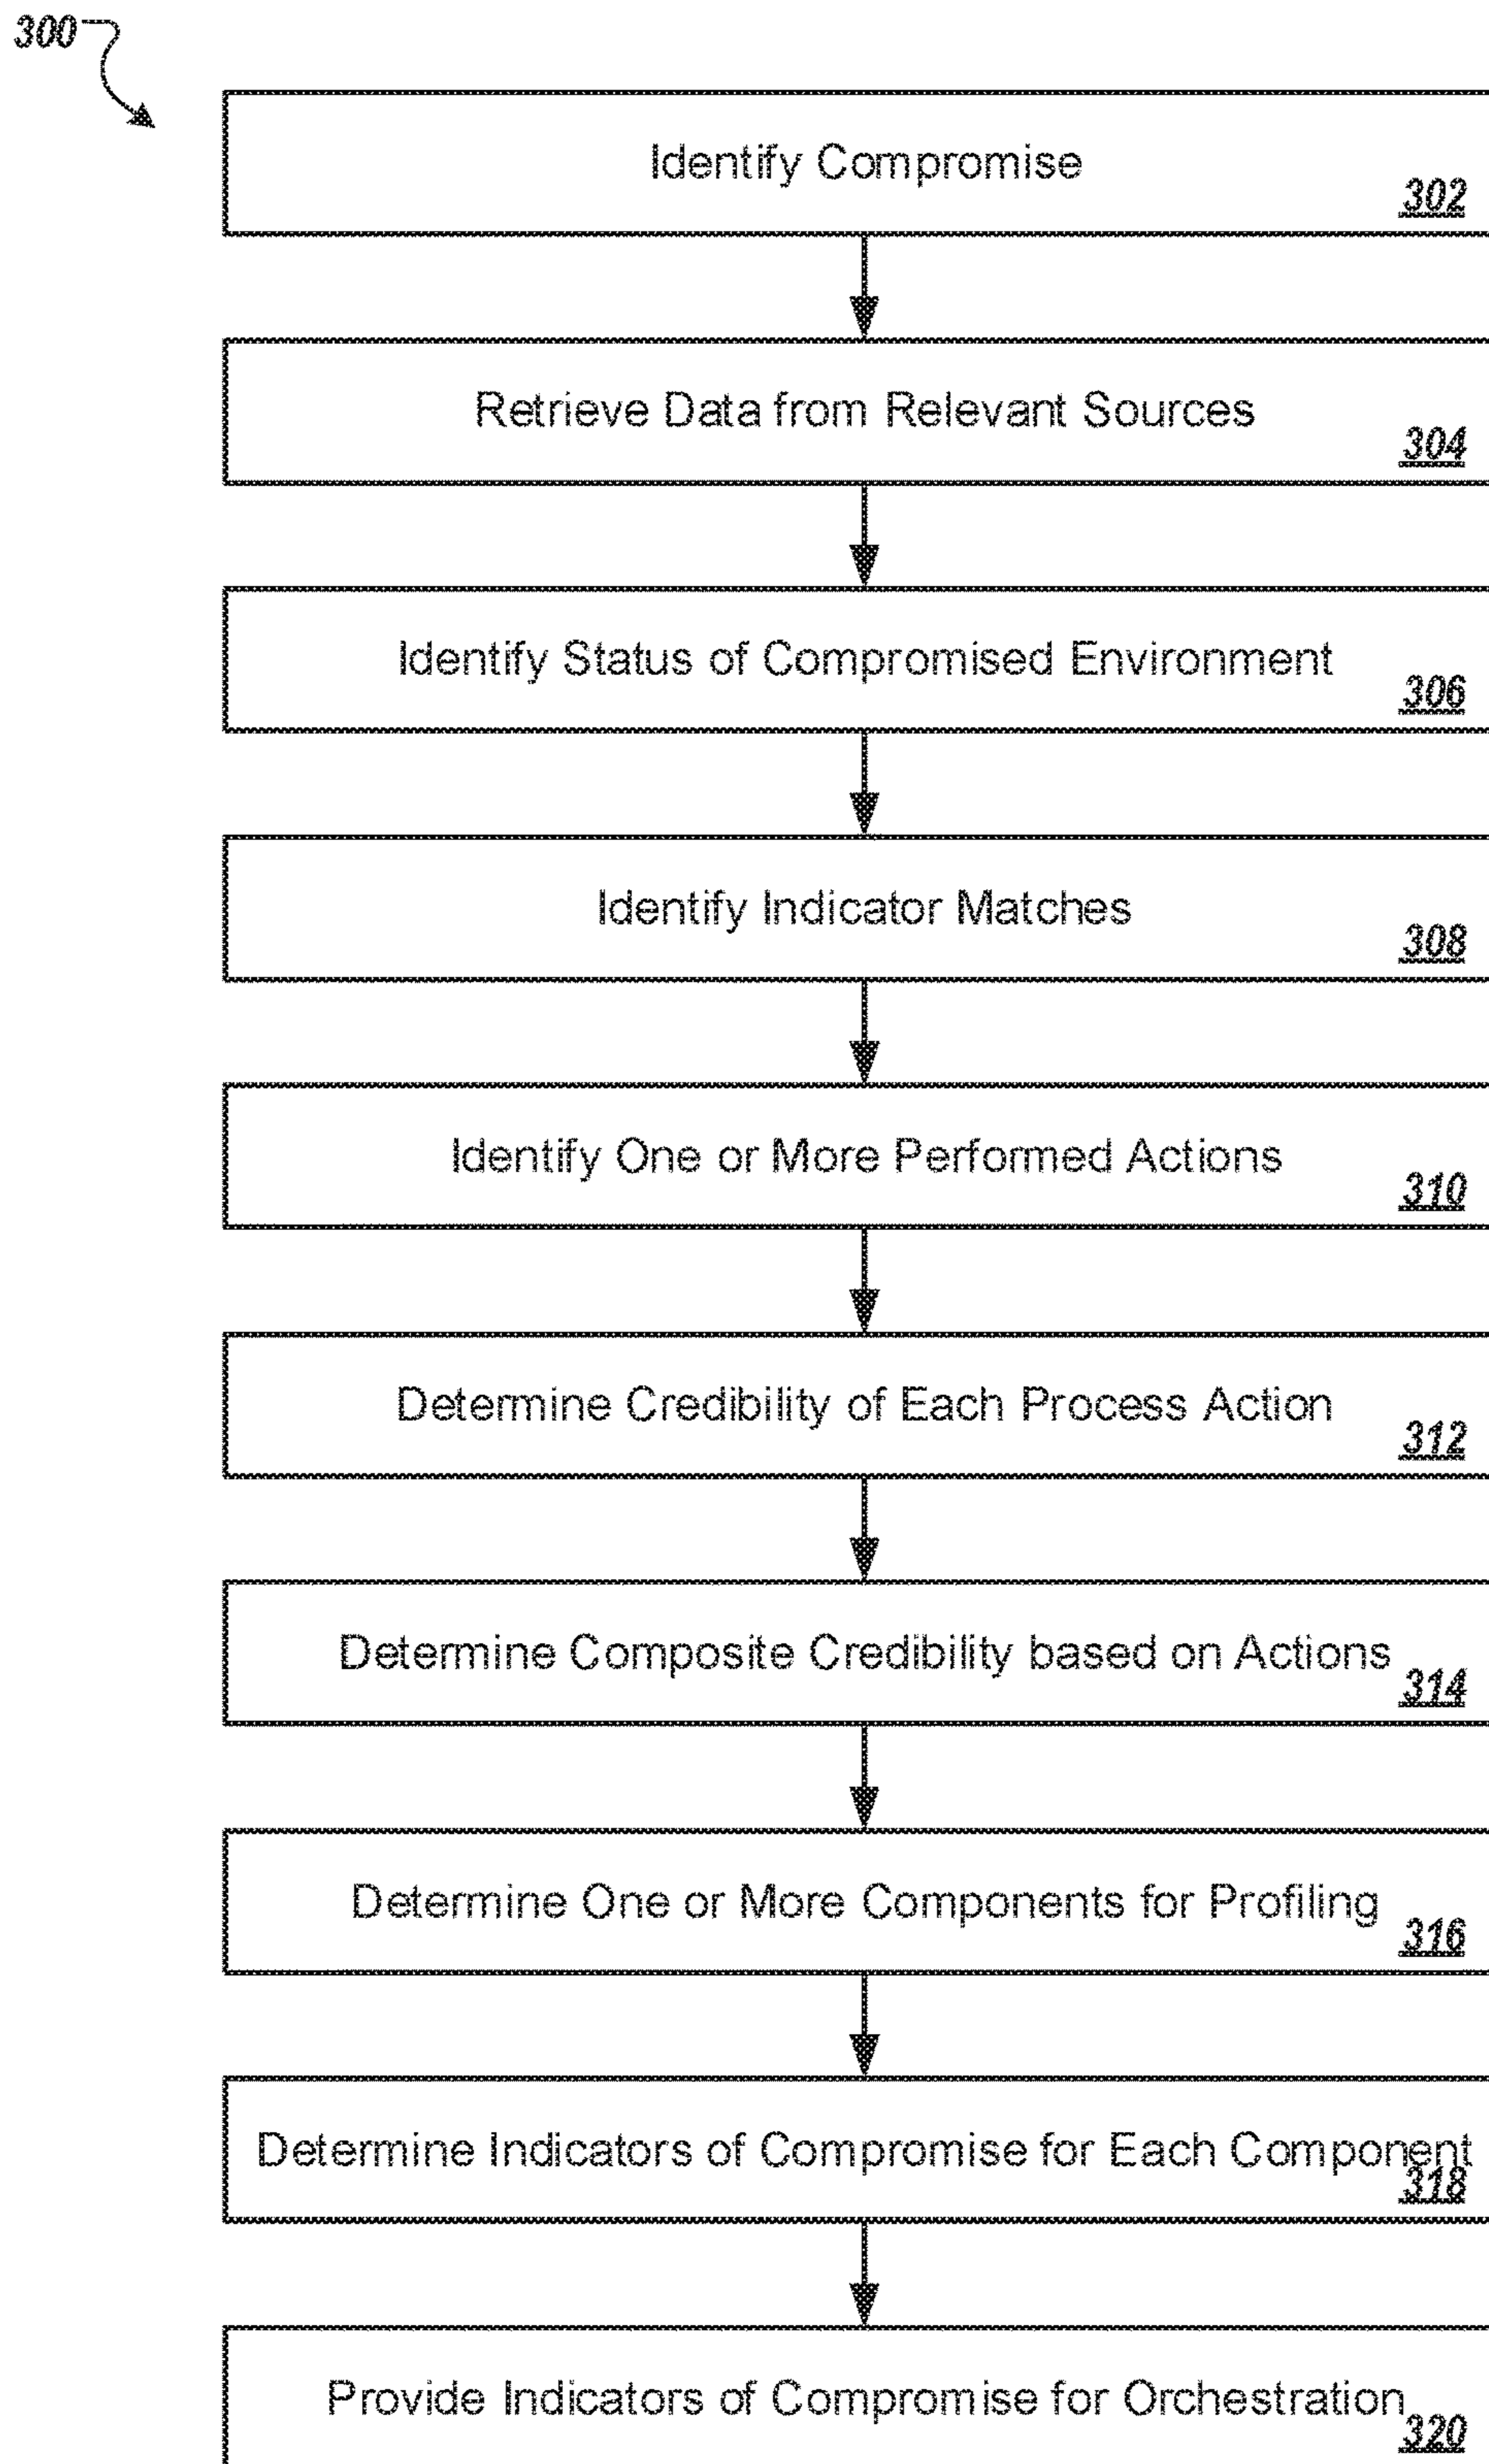 300
Identify Compromise
302
Retrieve Data from Relevant Sources
304
Identify Status of Compromised Environment
306
Identify Indicator Matches
308
Identify One or More Performed Actions
310
Determine Credibility of Each Process Action
312
Determine Composite Credibility based on Actions
314
Determine One or More Components for Profiling
316
Determine Indicators of Compromise for Each Component
318
Provide Indicators of Compromise for Orchestration
320